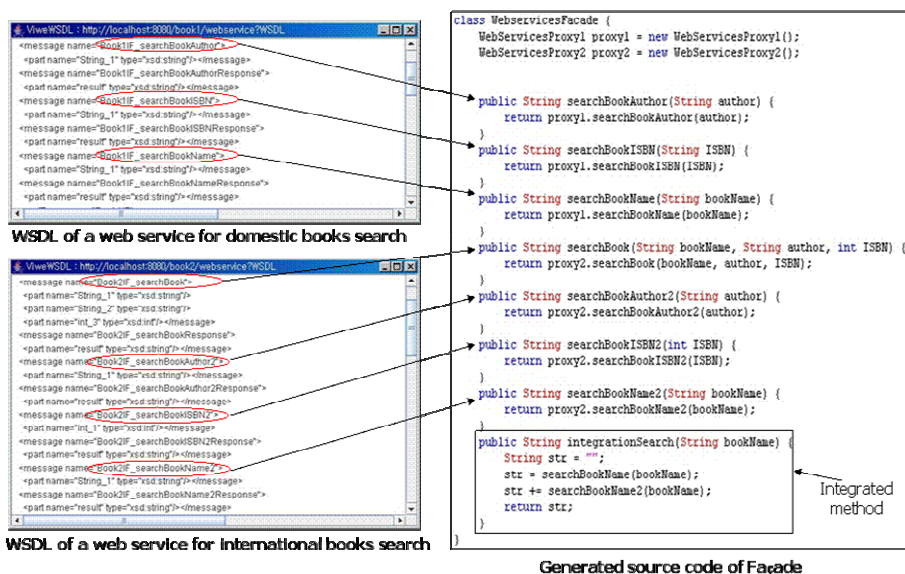 ViweWSDL : http://localhost:8080/book1/webservice?WSDL
<message name="Book1IF_searchBookAuthor">
<part name="String_1" type="xsd:string"/></message>
<message name="Book1IF_searchBookAuthorResponse">
<part name="result" type="xsd:string"/></message>
<message name="Book1IF_searchBookISBN">
<part name="String_1" type="xsd:string"/></message>
<message name="Book1IF_searchBookISBNResponse">
<part name="result" type="xsd:string"/></message>
<message name="Book1IF_searchBookName">
<part name="String_1" type="xsd:string"/></message>
<message name="Book1IF_searchBookNameResponse">
<part name="result" type="xsd:string"/></message>
WSDL of a web service for domestic books search
ViweWSDL : http://localhost:8080/book2/webservice?WSDL
<message name="Book2IF_searchBook">
<part name="String_1" type="xsd:string"/>
<part name="String_2" type="xsd:string"/>
<part name="int_3" type="xsd:int"/></message>
<message name="Book2IF_searchBookResponse">
<part name="result" type="xsd:string"/></message>
<message name="Book2IF_searchBookAuthor2">
<part name="String_1" type="xsd:string"/></message>
<message name="Book2IF_searchBookAuthor2Response">
<part name="result" type="xsd:string"/></message>
<message name="Book2IF_searchBookISBN2">
<part name="int_1" type="xsd:int"/></message>
<message name="Book2IF_searchBookISBN2Response">
<part name="result" type="xsd:string"/></message>
<message name="Book2IF_searchBookName2">
<part name="String_1" type="xsd:string"/></message>
<message name="Book2IF_searchBookName2Response">
<part name="result" type="xsd:string"/></message>
WSDL of a web service for international books search
class WebservicesFacade {
WebServicesProxy1 proxy1 = new WebServicesProxy1();
WebServicesProxy2 proxy2 = new WebServicesProxy2();
public String searchBookAuthor(String author) {
return proxy1.searchBookAuthor(author);
}
public String searchBookISBN(String ISBN) {
return proxy1.searchBookISBN(ISBN);
}
public String searchBookName(String bookName) {
return proxy1.searchBookName(bookName);
}
public String searchBook(String bookName, String author, int ISBN) {
return proxy2.searchBook(bookName, author, ISBN);
}
public String searchBookAuthor2(String author) {
return proxy2.searchBookAuthor2(author);
}
public String searchBookISBN2(int ISBN) {
return proxy2.searchBookISBN2(ISBN);
}
public String searchBookName2(String bookName) {
return proxy2.searchBookName2(bookName);
}
public String integrationSearch(String bookName) {
String str = "";
str = searchBookName(bookName);
str += searchBookName2(bookName);
return str;
}
}
Integrated
method
Generated source code of Façade